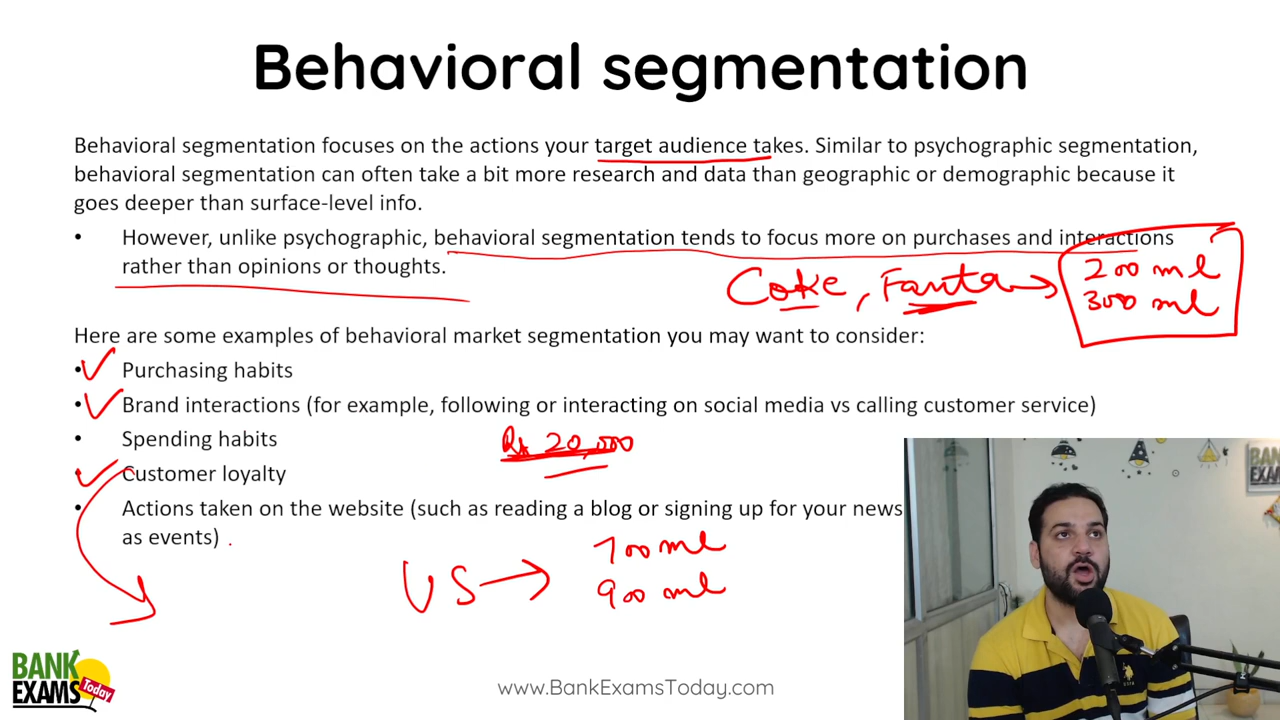 Behavioral segmentation
Behavioral segmentation focuses on the actions your target audience takes. Similar to psychographic segmentation,
behavioral segmentation can often take a bit more research and data than geographic or demographic because it
goes deeper than surface-level info.
• However, unlike psychographic, behavioral segmentation tends to focus more on purchases and interactions
rather than opinions or thoughts.
Coke, Fanta → 200 ml
300 ml
Here are some examples of behavioral market segmentation you may want to consider:
• Purchasing habits
• Brand interactions (for example, following or interacting on social media vs calling customer service)
• Spending habits
Rs 20,000
• Customer loyalty
• Actions taken on the website (such as reading a blog or signing up for your news
as events)
US → 700 ml
900 ml
BANK
EXAMS
Today
www.BankExamsToday.com
BANK